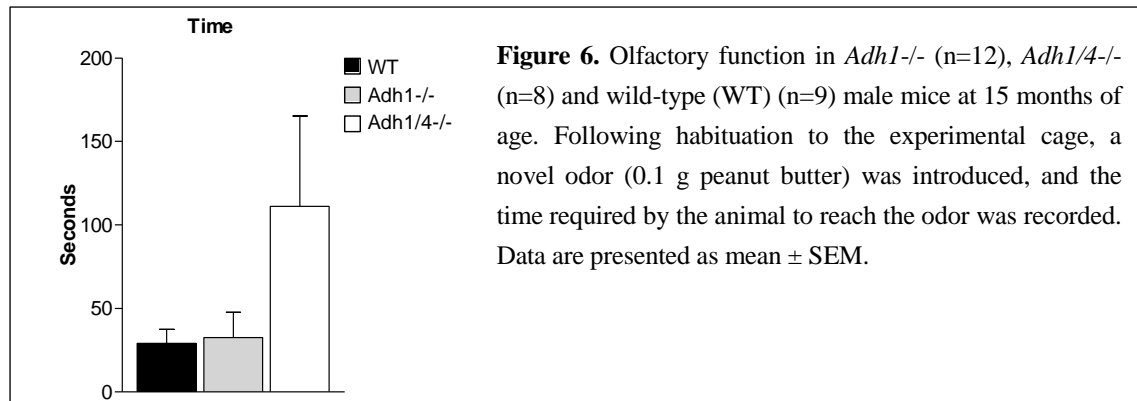 Time
200
150
100
50
0
Seconds
WT
Adh1-/-
Adh1/4-/-
Figure 6. Olfactory function in Adh1-/- (n=12), Adh1/4-/-
(n=8) and wild-type (WT) (n=9) male mice at 15 months of
age. Following habituation to the experimental cage, a
novel odor (0.1 g peanut butter) was introduced, and the
time required by the animal to reach the odor was recorded.
Data are presented as mean ± SEM.